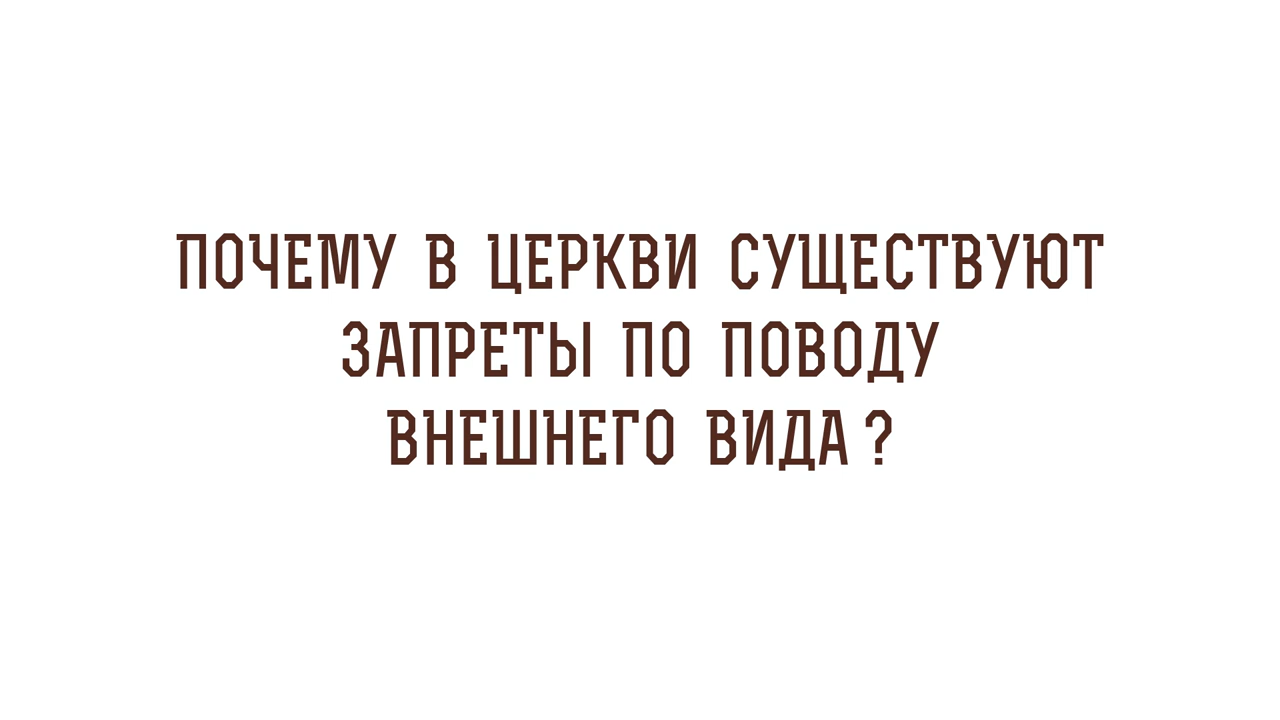 ПОЧЕМУ В ЦЕРКВИ СУЩЕСТВУЮТ
ЗАПРЕТЫ ПО ПОВОДУ
ВНЕШНЕГО ВИДА?